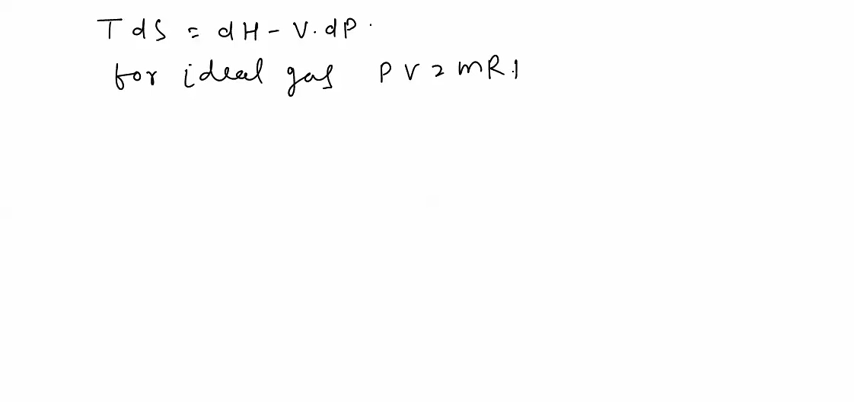 T dS = dH - V.dP.
for ideal gas PV = mR